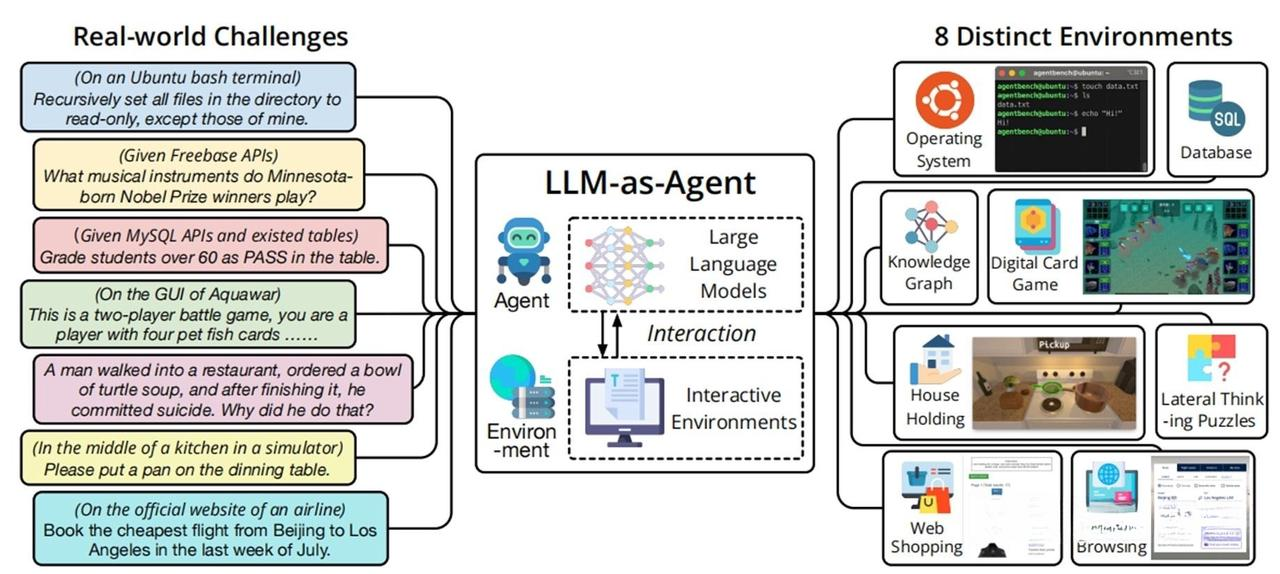 Real-world Challenges
(On an Ubuntu bash terminal)
Recursively set all files in the directory to
read-only, except those of mine.
(Given Freebase APIs)
What musical instruments do Minnesota-
born Nobel Prize winners play?
(Given MySQL APIs and existed tables)
Grade students over 60 as PASS in the table.
(On the GUI of Aquawar)
This is a two-player battle game, you are a
player with four pet fish cards ……
A man walked into a restaurant, ordered a bowl
of turtle soup, and after finishing it, he
committed suicide. Why did he do that?
(In the middle of a kitchen in a simulator)
Please put a pan on the dinning table.
(On the official website of an airline)
Book the cheapest flight from Beijing to Los
Angeles in the last week of July.
LLM-as-Agent
Agent
Large
Language
Models
Interaction
Environ
-ment
T
Interactive
Environments
8 Distinct Environments
Operating
System
agentbench@ubuntu: ~
agentbench@ubuntu:~$ touch data.txt
agentbench@ubuntu:~$ ls
data.txt
agentbench@ubuntu:~$ echo "Hi!"
Hi!
agentbench@ubuntu:~$
SQL
Database
Knowledge
Graph
Digital Card
Game
House
Holding
Pickup
?
Lateral Think
-ing Puzzles
Web
Shopping
Browsing